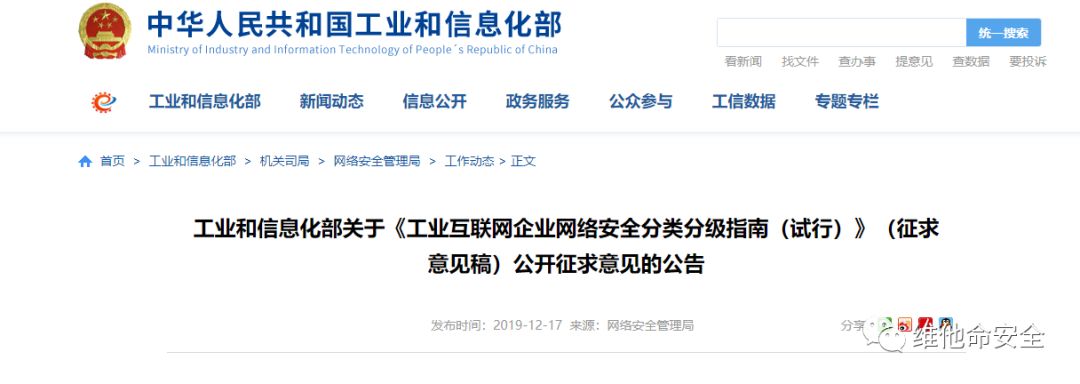 中华人民共和国工业和信息化部
Ministry of Industry and Information Technology of People´s Republic of China
统一搜索
看新闻 找文件 查办事 提意见 查数据 要投诉
工业和信息化部 新闻动态 信息公开 政务服务 公众参与 工信数据 专题专栏
首页 > 工业和信息化部 > 机关司局 > 网络安全管理局 > 工作动态 > 正文
工业和信息化部关于《工业互联网企业网络安全分类分级指南（试行）》（征求
意见稿）公开征求意见的公告
发布时间：2019-12-17 来源：网络安全管理局
分享
维他命安全